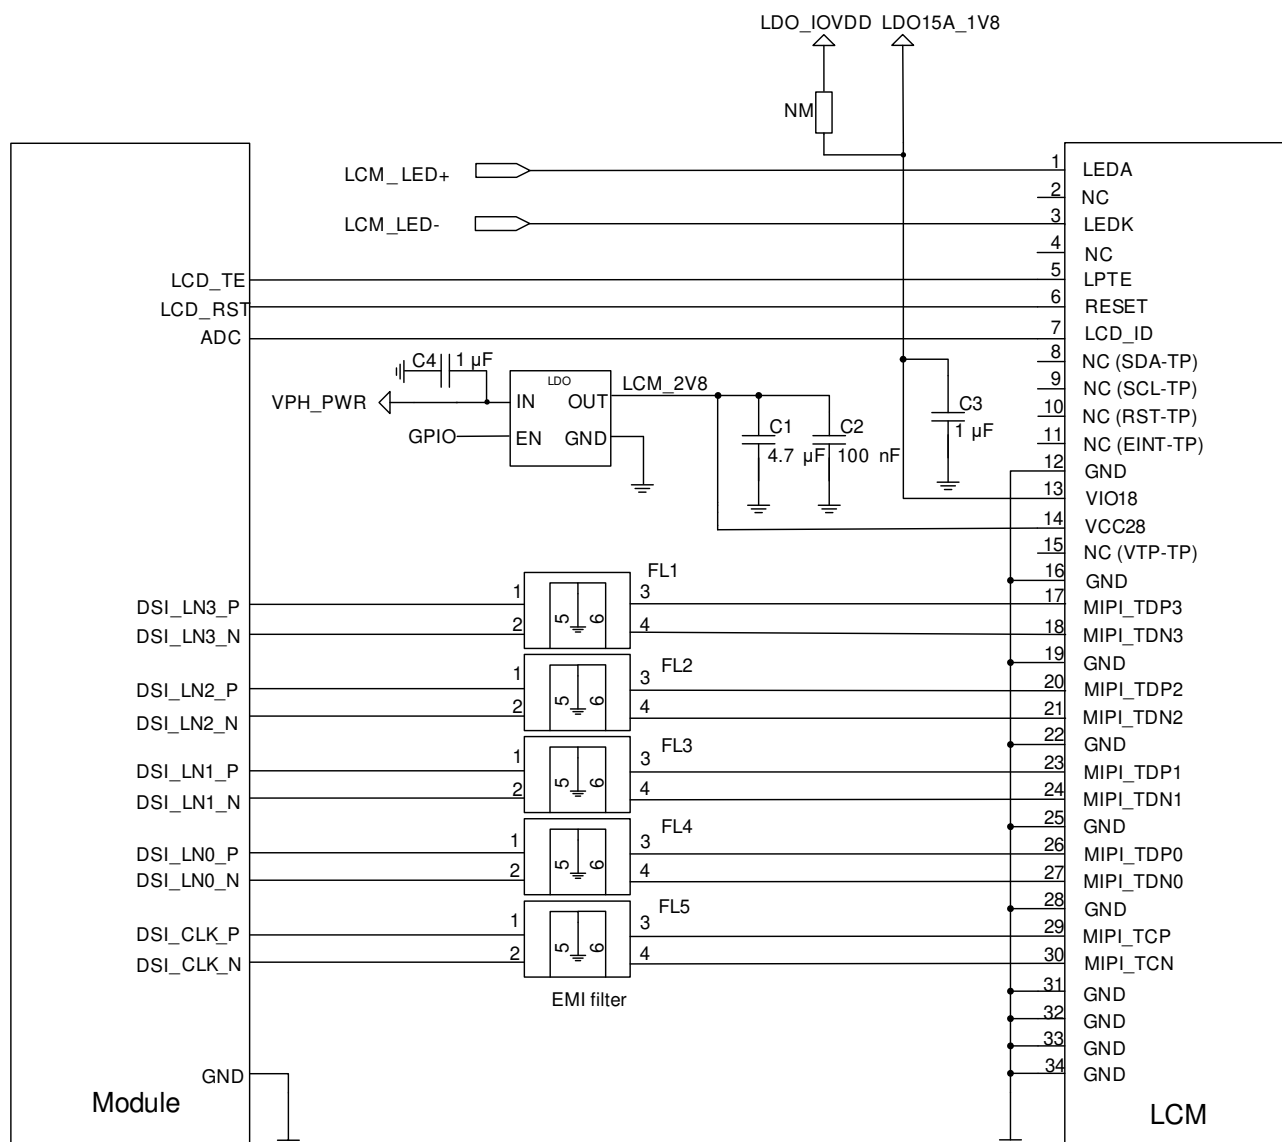 LDO_IOVDD LDO15A_1V8
NM
LCM_LED+
1 LEDA
2 NC
LCM_LED-
3 LEDK
4 NC
LCD_TE
5 LPTE
LCD_RST
6 RESET
ADC
7 LCD_ID
8 NC (SDA-TP)
9 NC (SCL-TP)
10 NC (RST-TP)
11 NC (EINT-TP)
12 GND
13 VIO18
14 VCC28
15 NC (VTP-TP)
16 GND
C4 1 µF
VPH_PWR
GPIO
LDO
IN OUT
EN GND
LCM_2V8
C1
4.7 µF
C2
100 nF
C3
1 µF
FL1
DSI_LN3_P 1 3 17 MIPI_TDP3
DSI_LN3_N 2 5 6 4 18 MIPI_TDN3
19 GND
FL2
DSI_LN2_P 1 3 20 MIPI_TDP2
DSI_LN2_N 2 5 6 4 21 MIPI_TDN2
22 GND
FL3
DSI_LN1_P 1 3 23 MIPI_TDP1
DSI_LN1_N 2 5 6 4 24 MIPI_TDN1
25 GND
FL4
DSI_LN0_P 1 3 26 MIPI_TDP0
DSI_LN0_N 2 5 6 4 27 MIPI_TDN0
28 GND
FL5
DSI_CLK_P 1 3 29 MIPI_TCP
DSI_CLK_N 2 5 6 4 30 MIPI_TCN
EMI filter
31 GND
32 GND
33 GND
34 GND
GND
Module
LCM